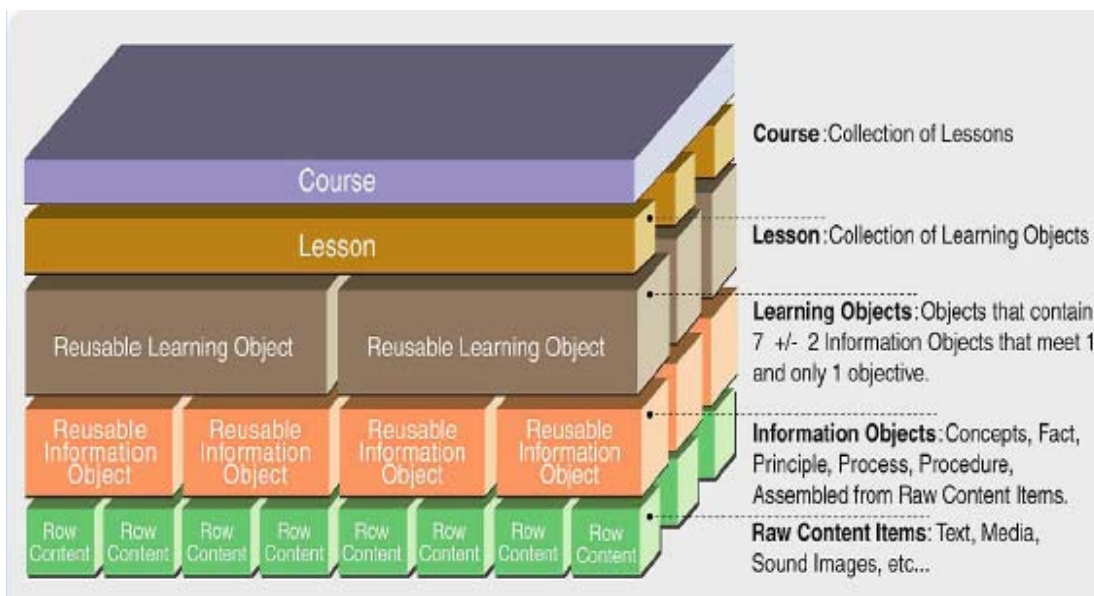 Course
Lesson
Reusable Learning Object
Reusable Learning Object
Reusable
Information
Object
Reusable
Information
Object
Reusable
Information
Object
Reusable
Information
Object
Row
Content
Row
Content
Row
Content
Row
Content
Row
Content
Row
Content
Row
Content
Row
Content
Course:Collection of Lessons
Lesson:Collection of Learning Objects
Learning Objects: Objects that contain
7 +/- 2 Information Objects that meet 1
and only 1 objective.
Information Objects: Concepts, Fact,
Principle, Process, Procedure,
Assembled from Raw Content Items.
Raw Content Items: Text, Media,
Sound Images, etc...